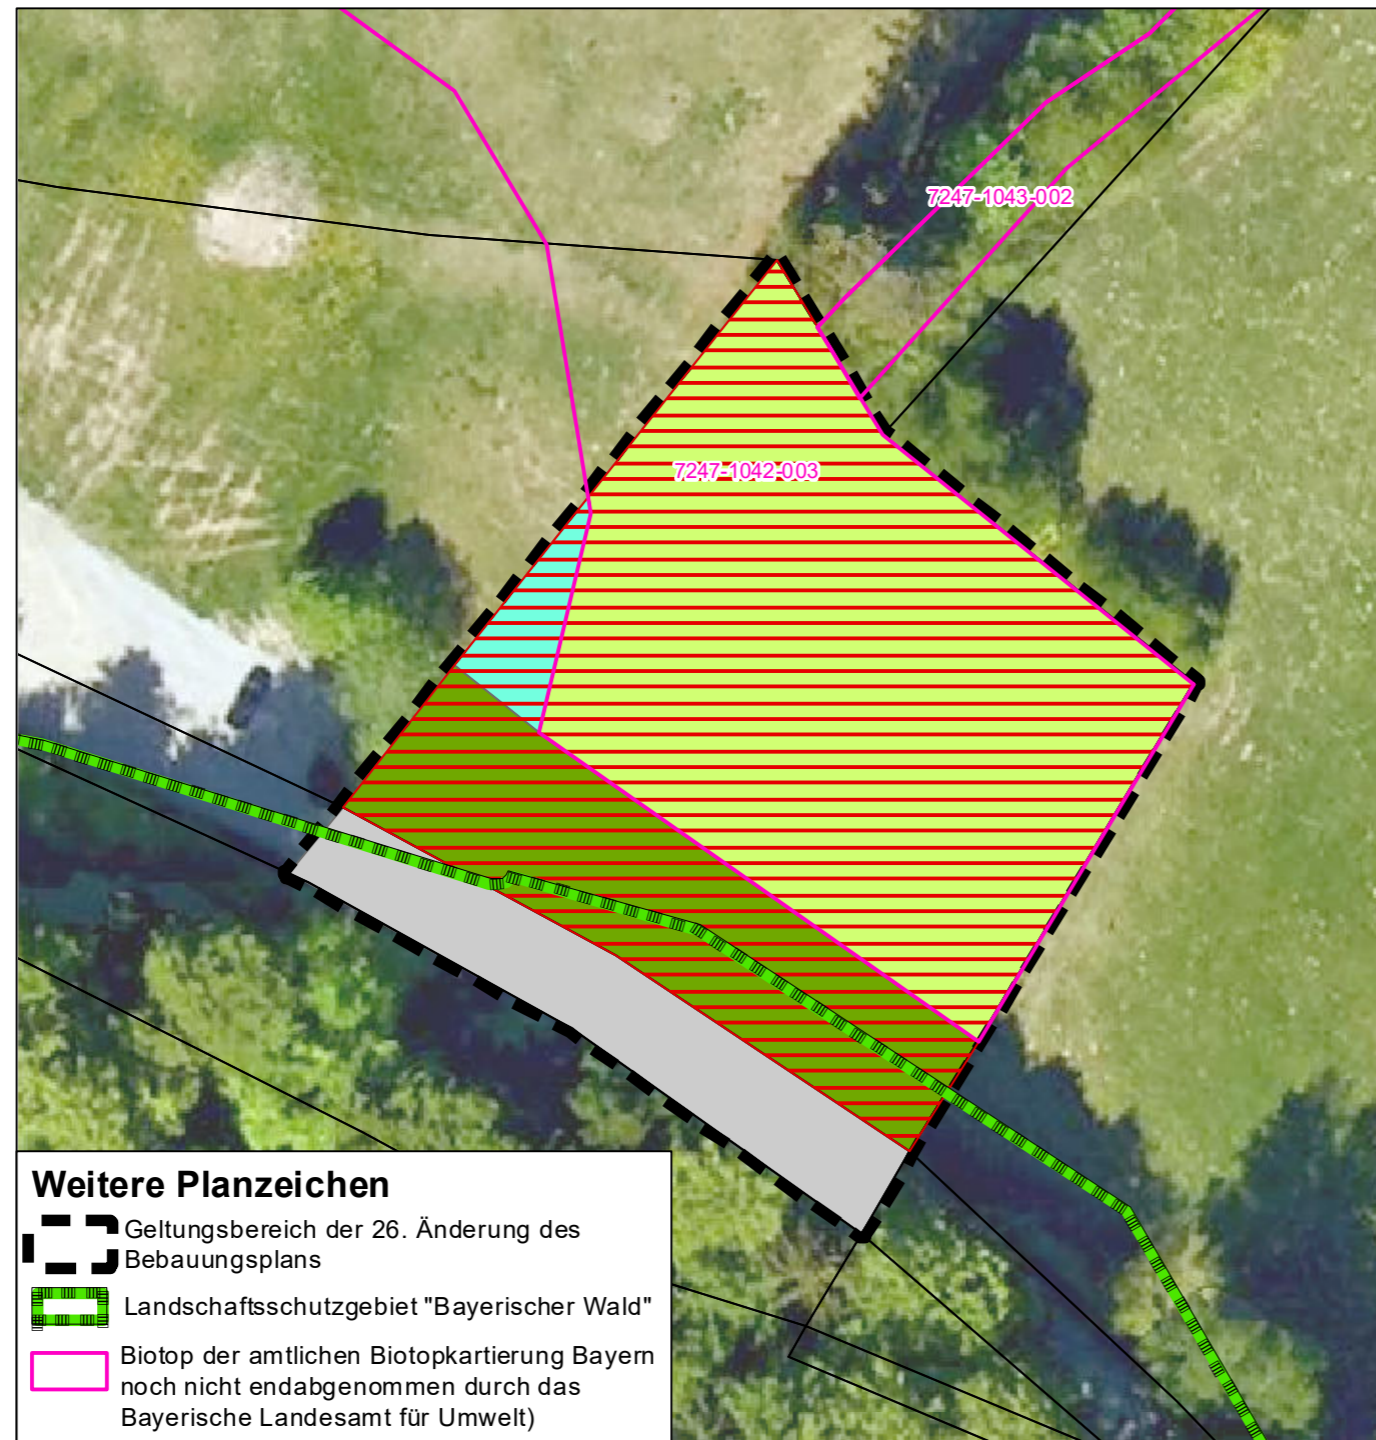 7247-1043-002
7247-1042-003
Weitere Planzeichen
Geltungsbereich der 26. Änderung des
Bebauungsplans
Landschaftsschutzgebiet "Bayerischer Wald"
Biotop der amtlichen Biotopkartierung Bayern
noch nicht endabgenommen durch das
Bayerische Landesamt für Umwelt)